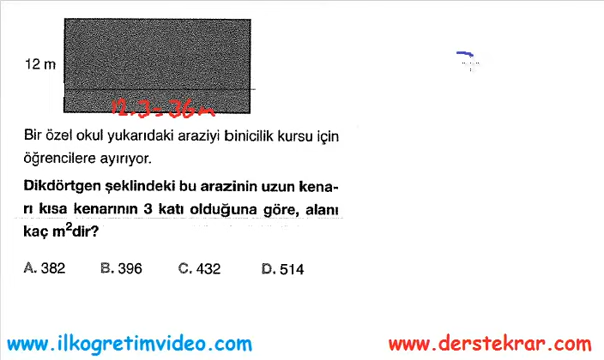 12 m
12.3=36m
Bir özel okul yukarıdaki araziyi binicilik kursu için
öğrencilere ayırıyor.
Dikdörtgen şeklindeki bu arazinin uzun kena-
rı kısa kenarının 3 katı olduğuna göre, alanı
kaç m²dir?
A. 382 B. 396 C. 432 D. 514
www.ilkogretimvideo.com www.derstekrar.com